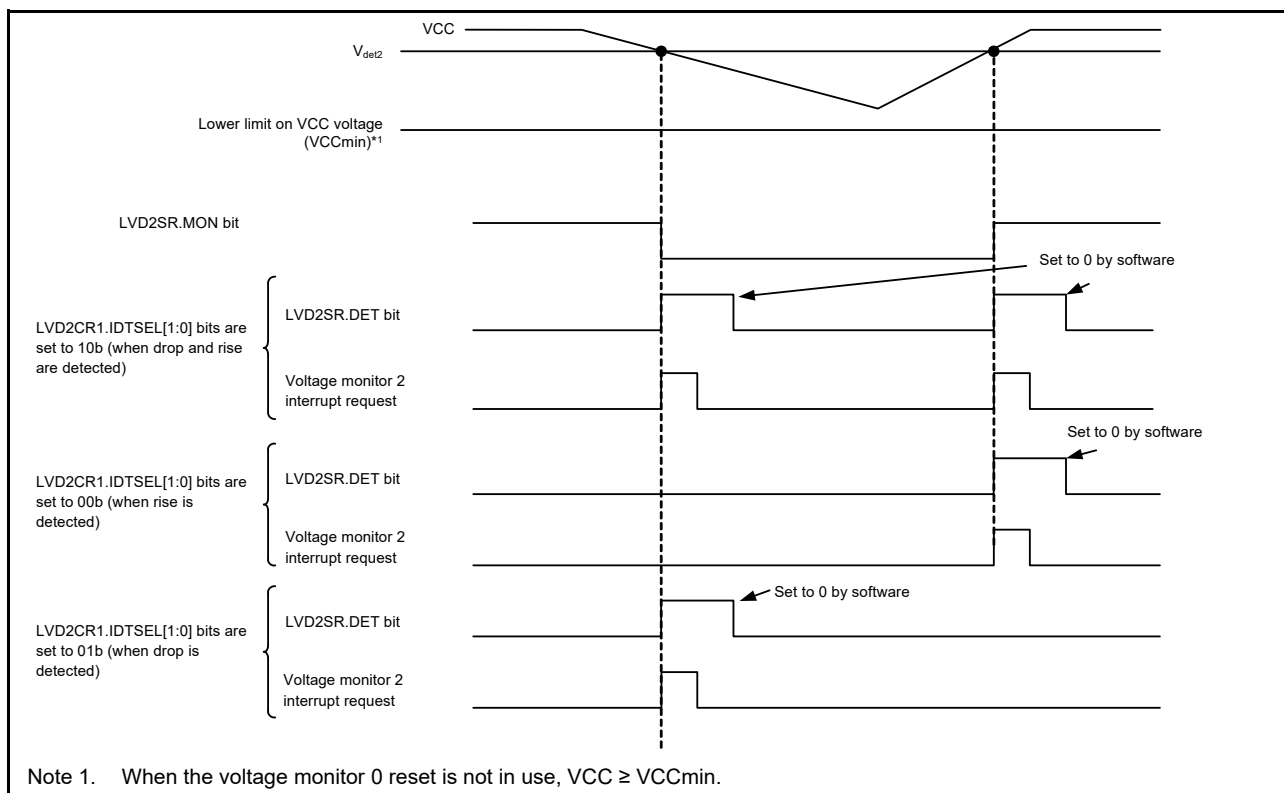 VCC
Vdet2
Lower limit on VCC voltage
(VCCmin)*1
LVD2SR.MON bit
Set to 0 by software
LVD2CR1.IDTSEL[1:0] bits are
set to 10b (when drop and rise
are detected)
LVD2SR.DET bit
Voltage monitor 2
interrupt request
Set to 0 by software
LVD2CR1.IDTSEL[1:0] bits are
set to 00b (when rise is
detected)
LVD2SR.DET bit
Voltage monitor 2
interrupt request
Set to 0 by software
LVD2CR1.IDTSEL[1:0] bits are
set to 01b (when drop is
detected)
LVD2SR.DET bit
Voltage monitor 2
interrupt request
Note 1. When the voltage monitor 0 reset is not in use, VCC ≥ VCCmin.